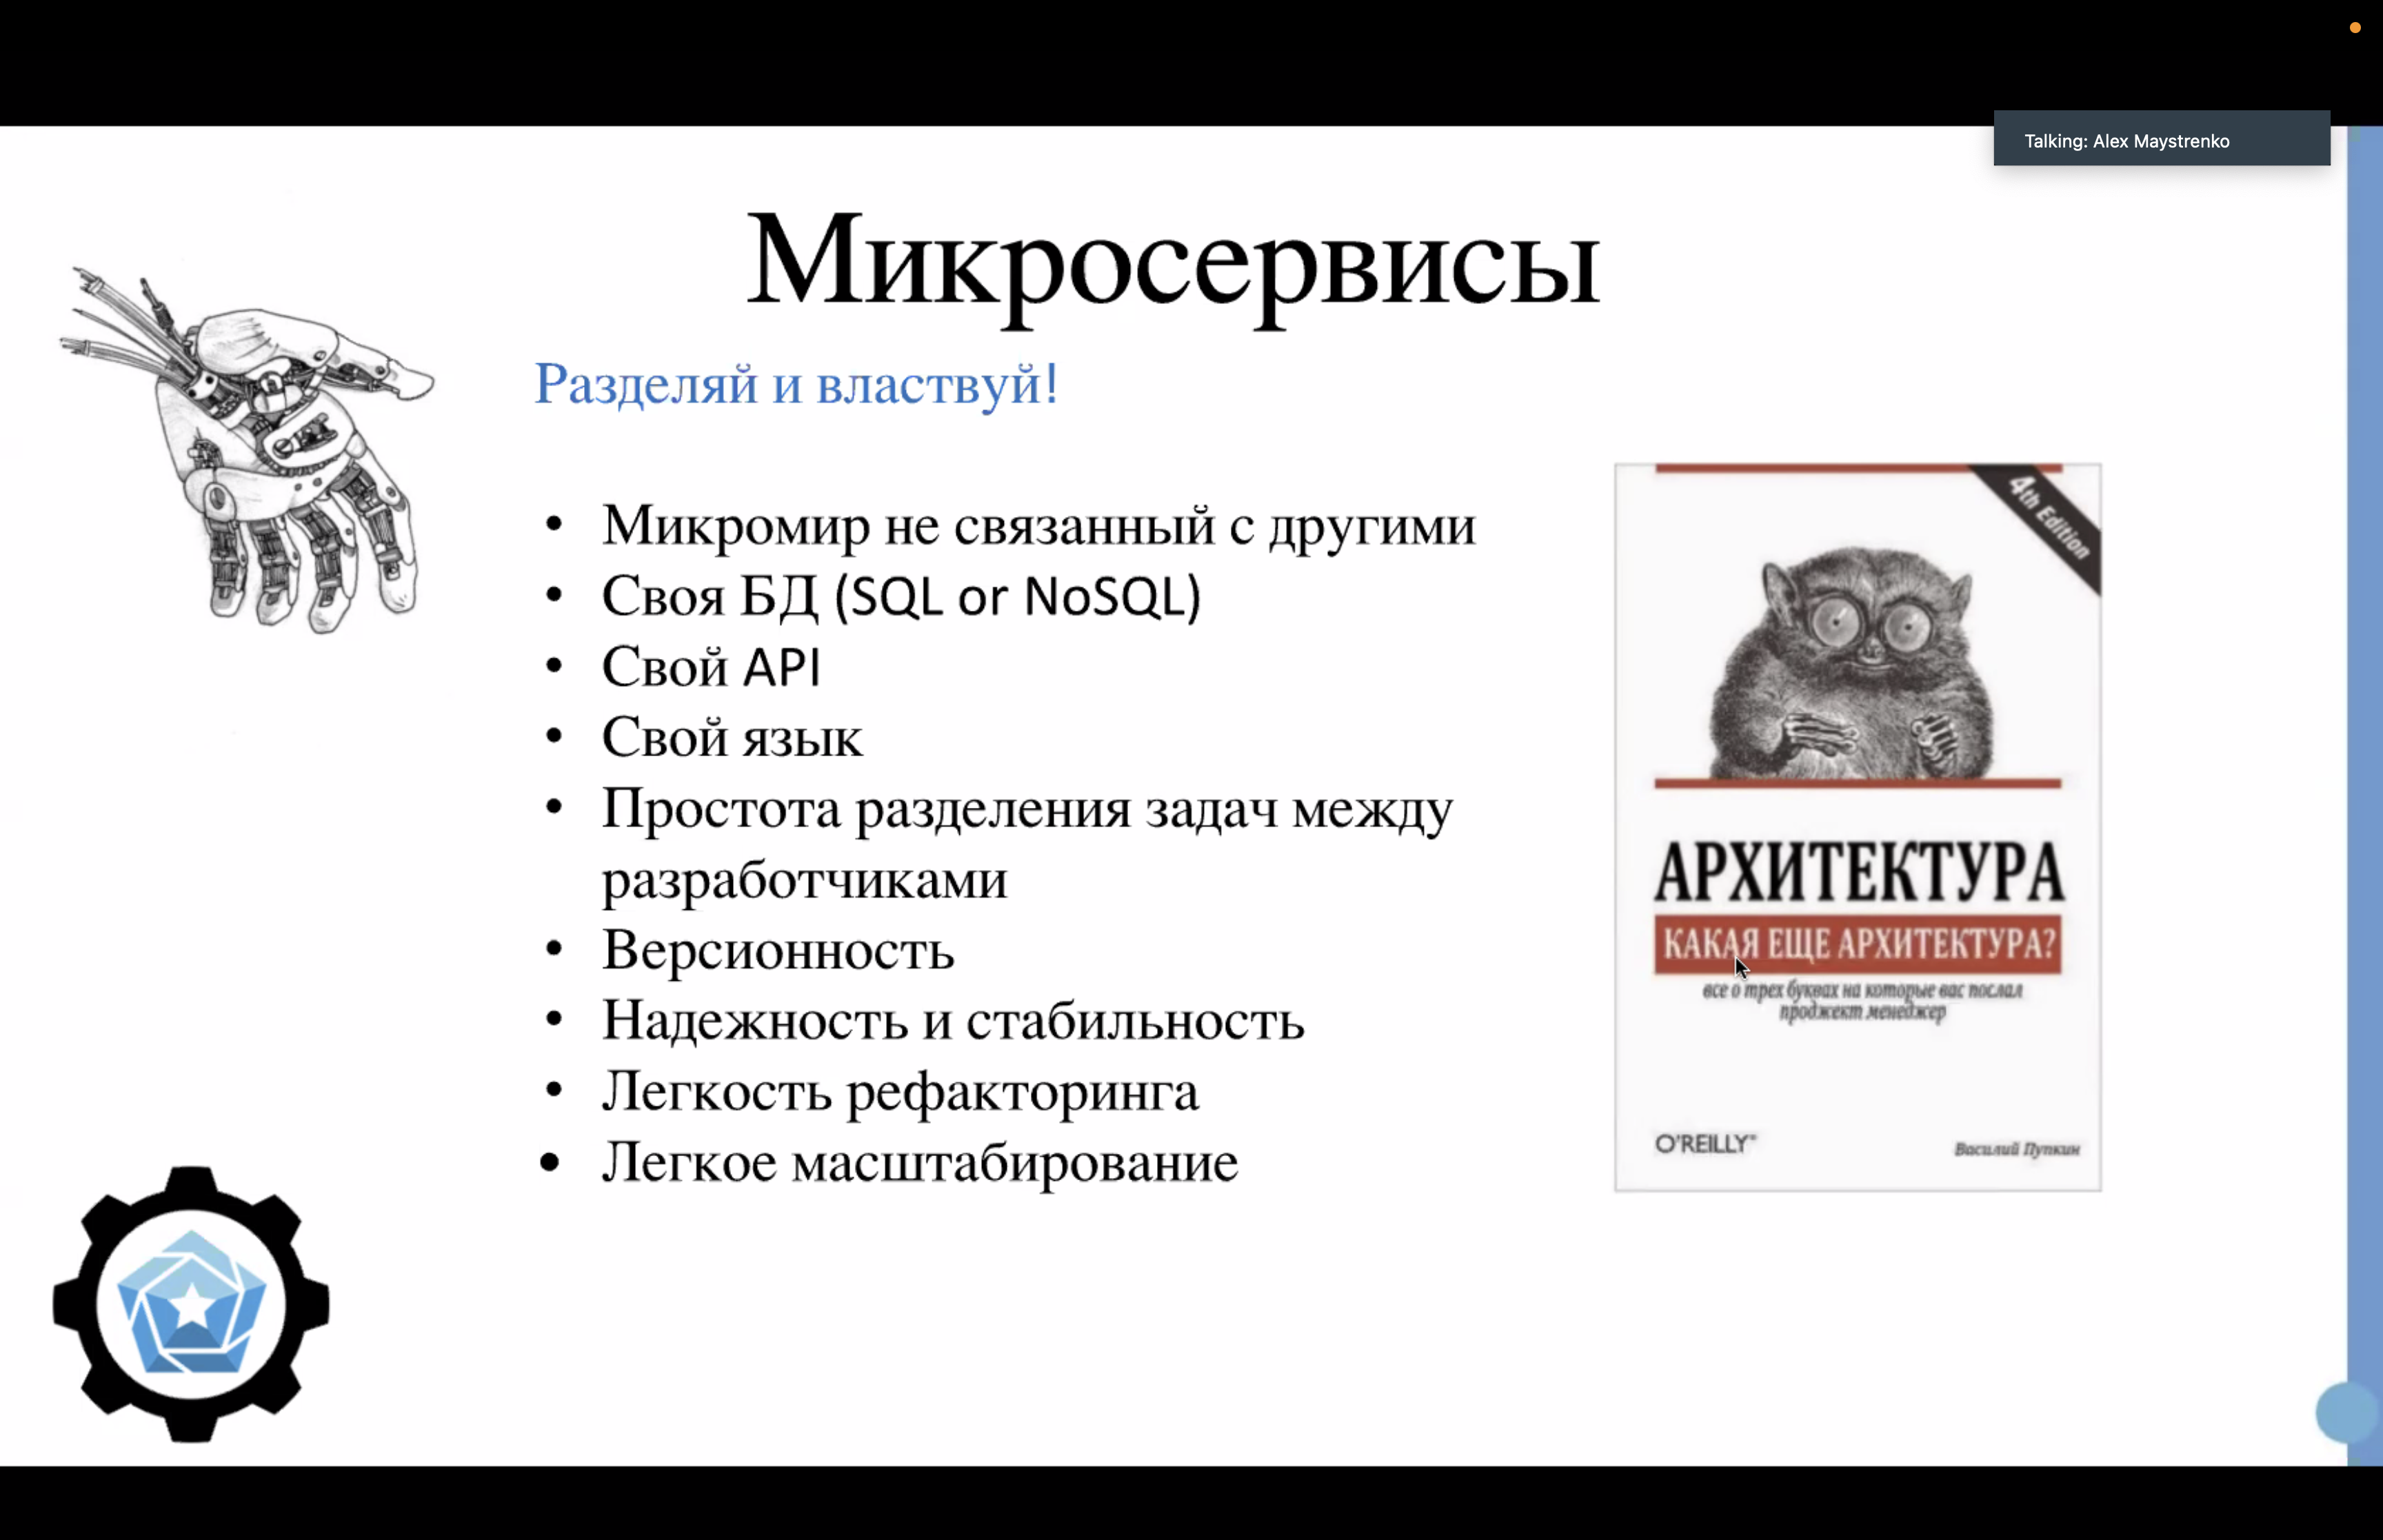 Talking: Alex Maystrenko
Микросервисы
Разделяй и властвуй!
• Микромир не связанный с другими
• Своя БД (SQL or NoSQL)
• Свой API
• Свой язык
• Простота разделения задач между
разработчиками
• Версионность
• Надежность и стабильность
• Легкость рефакторинга
• Легкое масштабирование
4th Edition
АРХИТЕКТУРА
КАКАЯ ЕЩЕ АРХИТЕКТУРА?
все о трех буквах на которые вас послал
проджект менеджер
O'REILLY®
Василий Пупкин